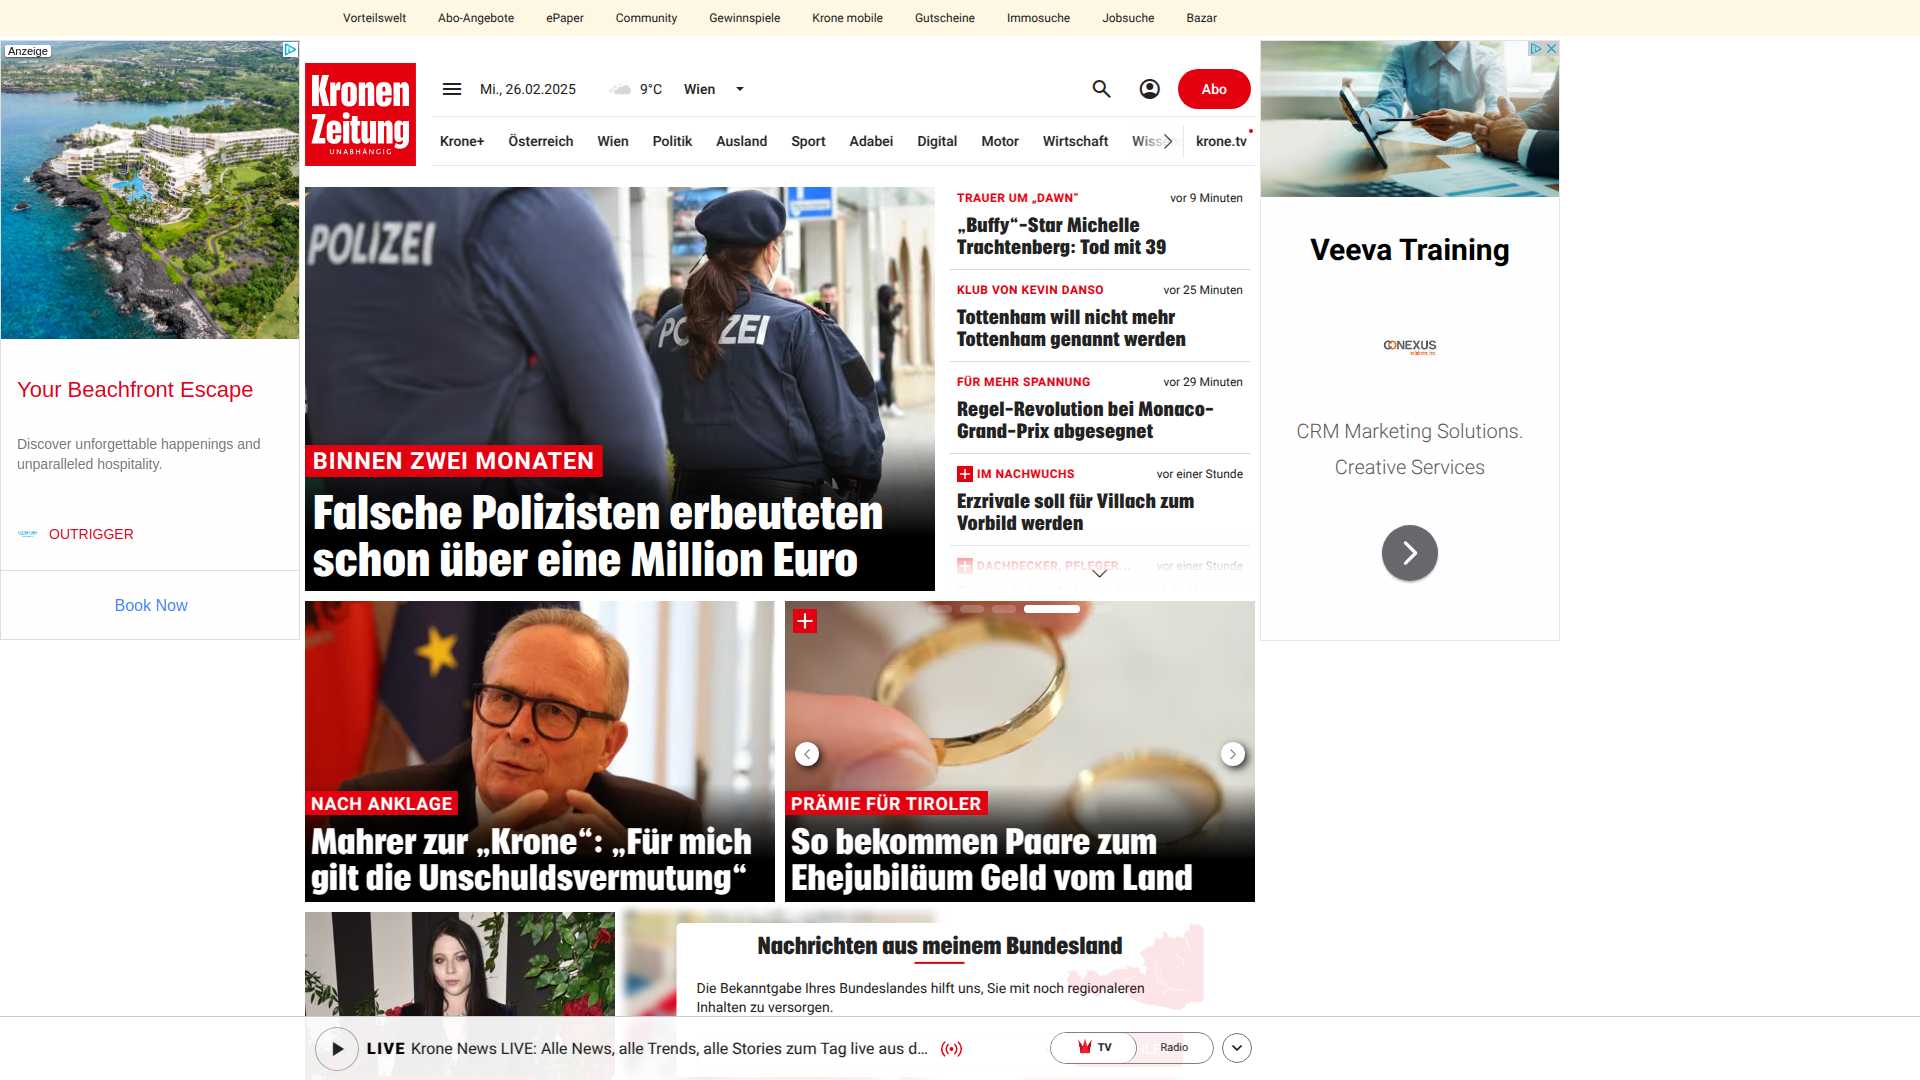 Vorteilswelt Abo-Angebote ePaper Community Gewinnspiele Krone mobile Gutscheine Immosuche Jobsuche Bazar
Anzeige
Kronen
Zeitung
UNABHÄNGIG
Mi., 26.02.2025 9°C Wien Abo
Krone+ Österreich Wien Politik Ausland Sport Adabei Digital Motor Wirtschaft krone.tv
POLIZEI
POLIZEI
BINNEN ZWEI MONATEN
Falsche Polizisten erbeuteten
schon über eine Million Euro
TRAUER UM „DAWN“ vor 9 Minuten
„Buffy“-Star Michelle
Trachtenberg: Tod mit 39
KLUB VON KEVIN DANSO vor 25 Minuten
Tottenham will nicht mehr
Tottenham genannt werden
FÜR MEHR SPANNUNG vor 29 Minuten
Regel-Revolution bei Monaco-
Grand-Prix abgesegnet
IM NACHWUCHS vor einer Stunde
Erzrivale soll für Villach zum
Vorbild werden
DACHDECKER, PFLEGER... vor einer Stunde
Your Beachfront Escape
Discover unforgettable happenings and
unparalleled hospitality.
OUTRIGGER
Book Now
Veeva Training
CONEXUS
CRM Marketing Solutions.
Creative Services
NACH ANKLAGE
Mahrer zur „Krone“: „Für mich
gilt die Unschuldsvermutung“
PRÄMIE FÜR TIROLER
So bekommen Paare zum
Ehejubiläum Geld vom Land
Nachrichten aus meinem Bundesland
Die Bekanntgabe Ihres Bundeslandes hilft uns, Sie mit noch regionaleren
Inhalten zu versorgen.
LIVE Krone News LIVE: Alle News, alle Trends, alle Stories zum Tag live aus d...
TV Radio